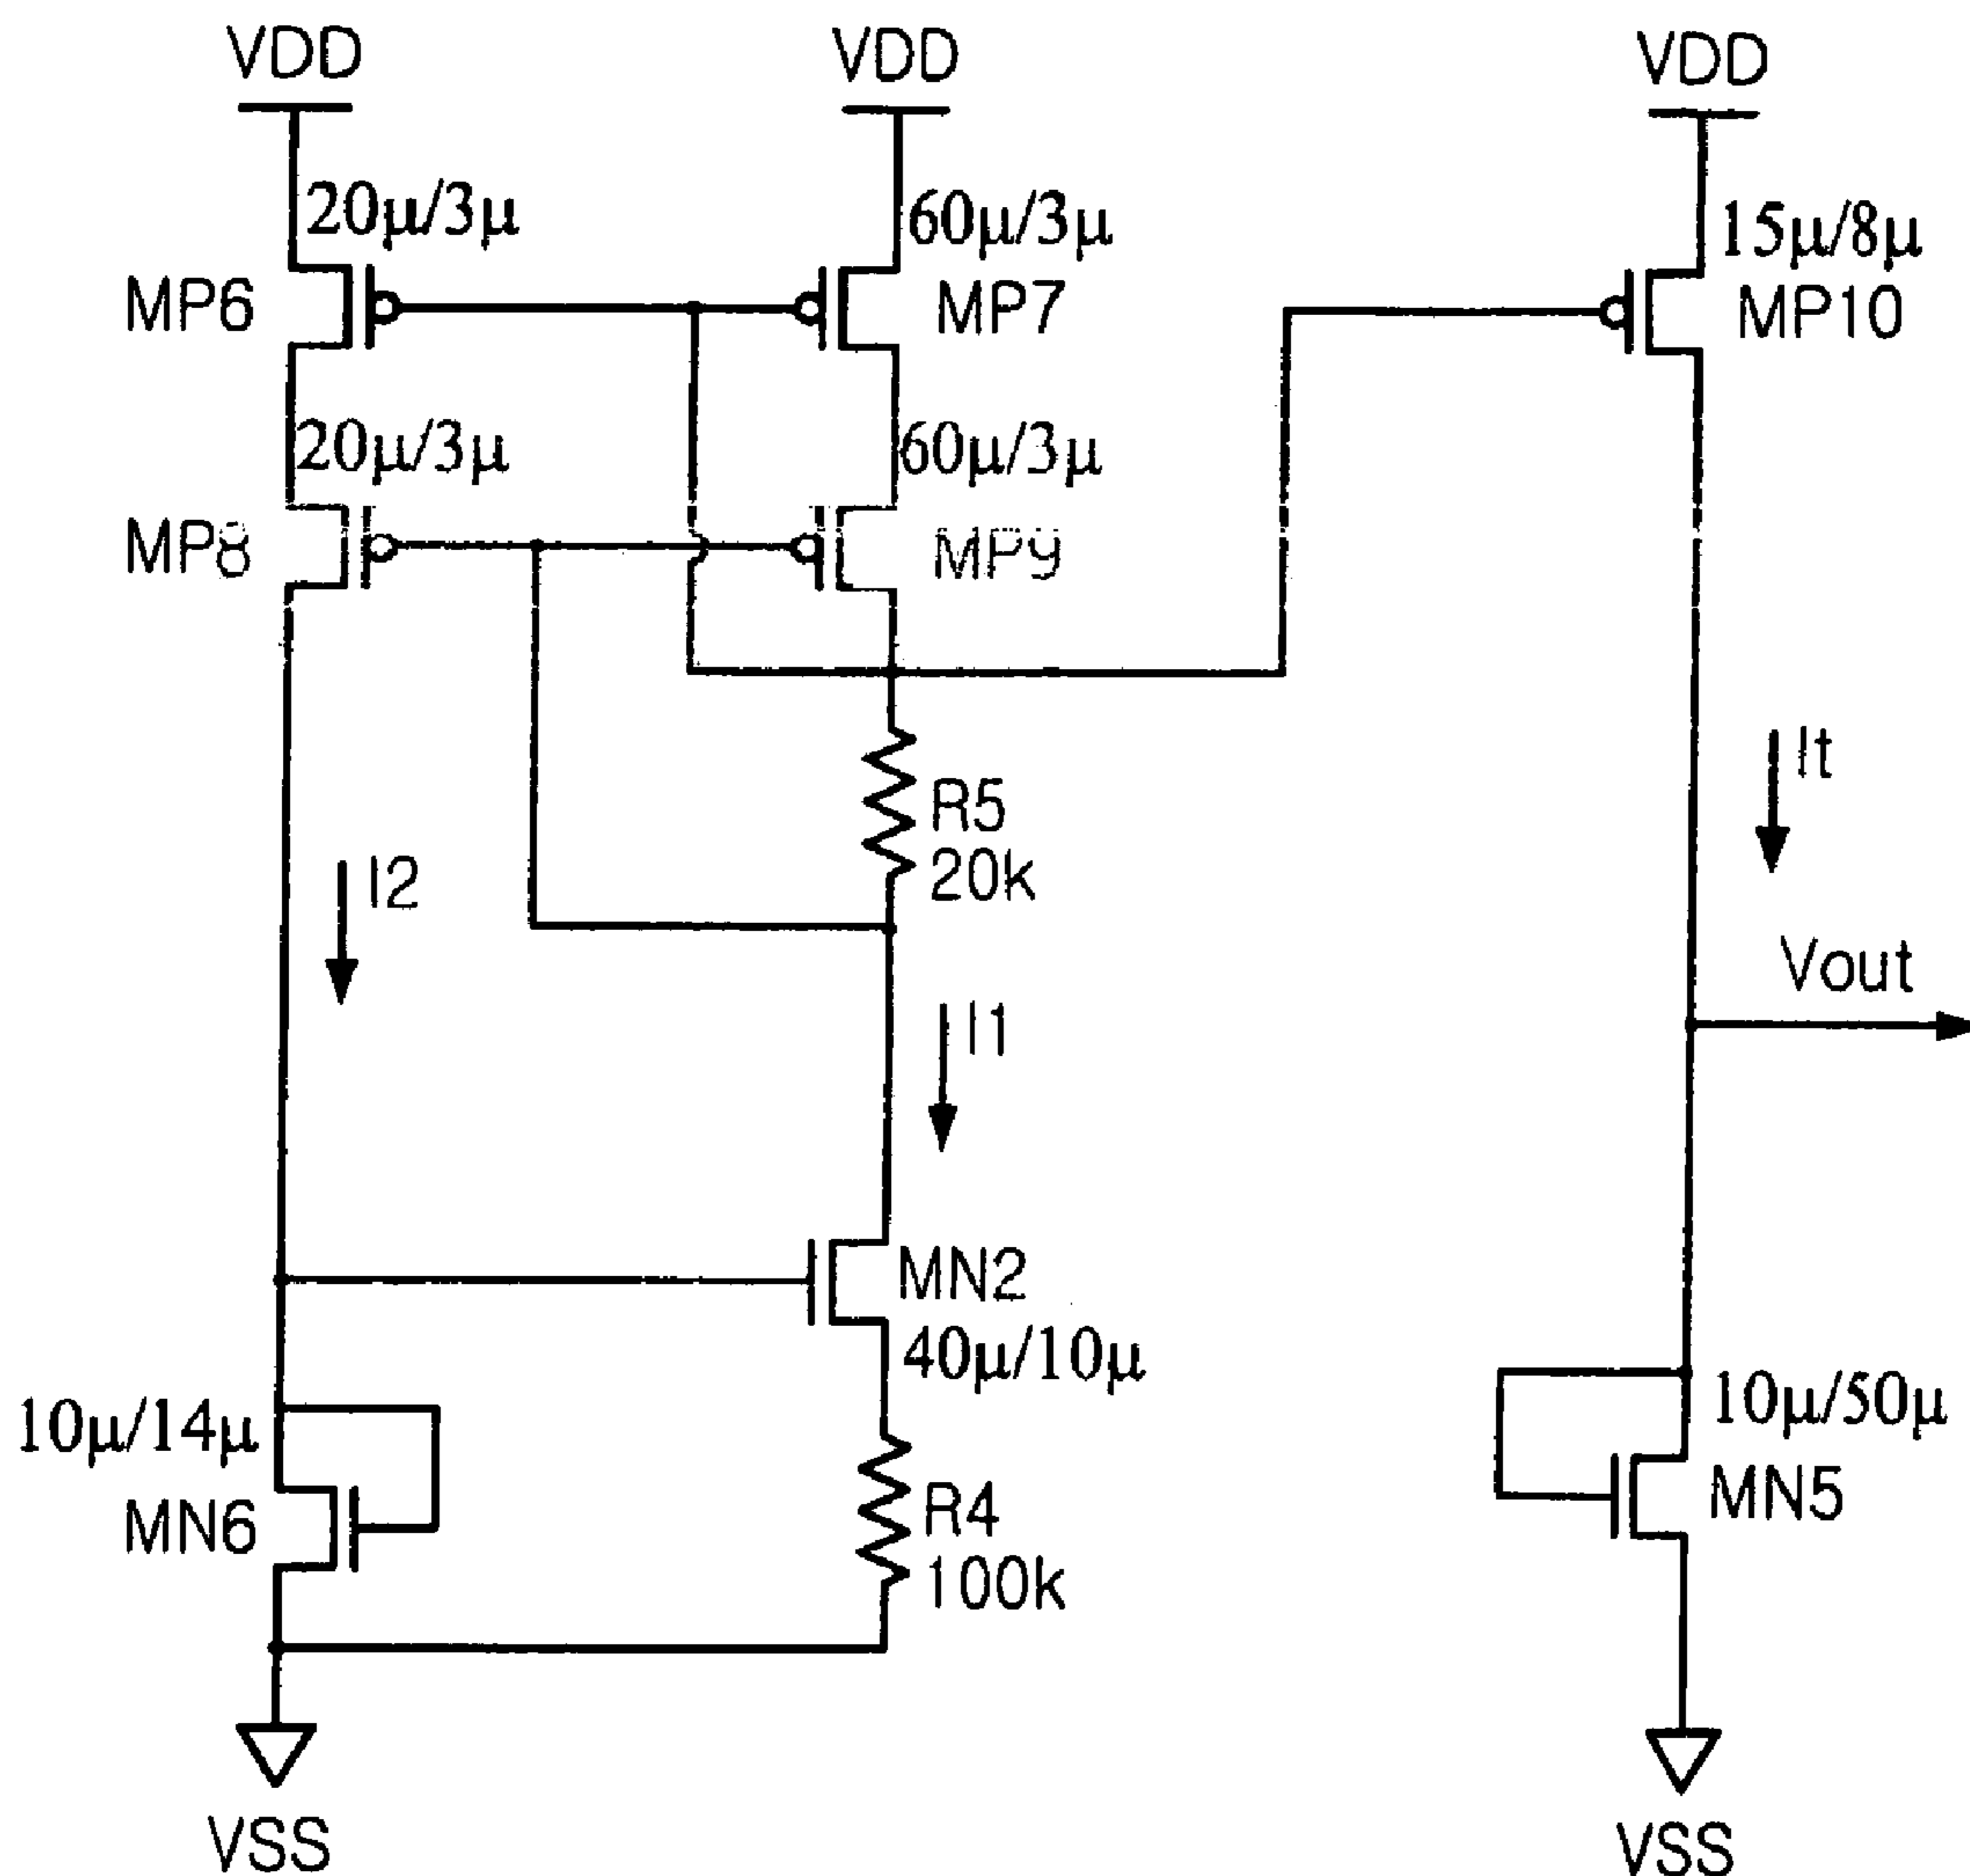 VDD
VDD
VDD
20µ/3µ
60µ/3µ
15µ/8µ
MP6
MP7
MP10
20µ/3µ
60µ/3µ
MP8
MP9
It
R5
20k
I2
Vout
I1
MN2
40µ/10µ
10µ/14µ
10µ/50µ
MN6
R4
100k
MN5
VSS
VSS